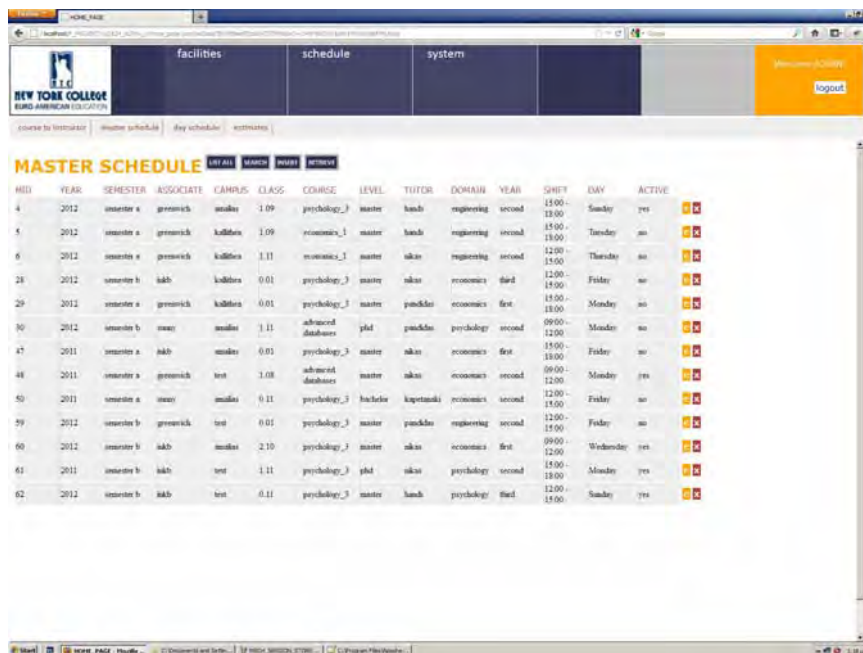 HOME_PAGE
facilities schedule system
logout
N.Y.C
NEW YORK COLLEGE
EURO-AMERICAN EDUCATION
course to instructor master schedule day schedule estimates
MASTER SCHEDULE LIST ALL SEARCH INSERT RETRIEVE
MID YEAR SEMESTER ASSOCIATE CAMPUS CLASS COURSE LEVEL TUTOR DOMAIN YEAR SHIFT DAY ACTIVE
4 2012 semester a greenwich amalias 1.09 psychology_3 master hands engineering second 15:00 - 18:00 Sunday yes
5 2012 semester a greenwich kallithea 1.09 economics_1 master hands engineering second 15:00 - 18:00 Tuesday no
6 2012 semester a greenwich kallithea 1.11 economics_1 master nikas engineering second 12:00 - 15:00 Thursday no
28 2012 semester b inkb kallithea 0.01 psychology_3 master nikas economics third 12:00 - 15:00 Friday no
29 2012 semester a greenwich kallithea 0.01 psychology_3 master pandidas economics first 15:00 - 18:00 Monday no
30 2012 semester b sunny amalias 1.11 advanced databases phd pandidas psychology second 09:00 - 12:00 Monday no
47 2011 semester a inkb amalias 0.01 psychology_3 master nikas economics first 15:00 - 18:00 Friday no
48 2011 semester a greenwich test 1.08 advanced databases master nikas economics second 09:00 - 12:00 Monday yes
50 2011 semester a sunny amalias 0.11 psychology_3 bachelor kapetanaki economics second 12:00 - 15:00 Friday no
59 2012 semester b greenwich test 0.01 psychology_3 master pandidas engineering second 12:00 - 15:00 Friday no
60 2012 semester b inkb amalias 2.10 psychology_3 master nikas economics first 09:00 - 12:00 Wednesday yes
61 2011 semester b inkb test 1.11 psychology_3 phd nikas psychology second 15:00 - 18:00 Monday yes
62 2012 semester b inkb test 0.11 psychology_3 master hands psychology third 12:00 - 15:00 Sunday yes
Start HOME_PAGE - Mozilla ...